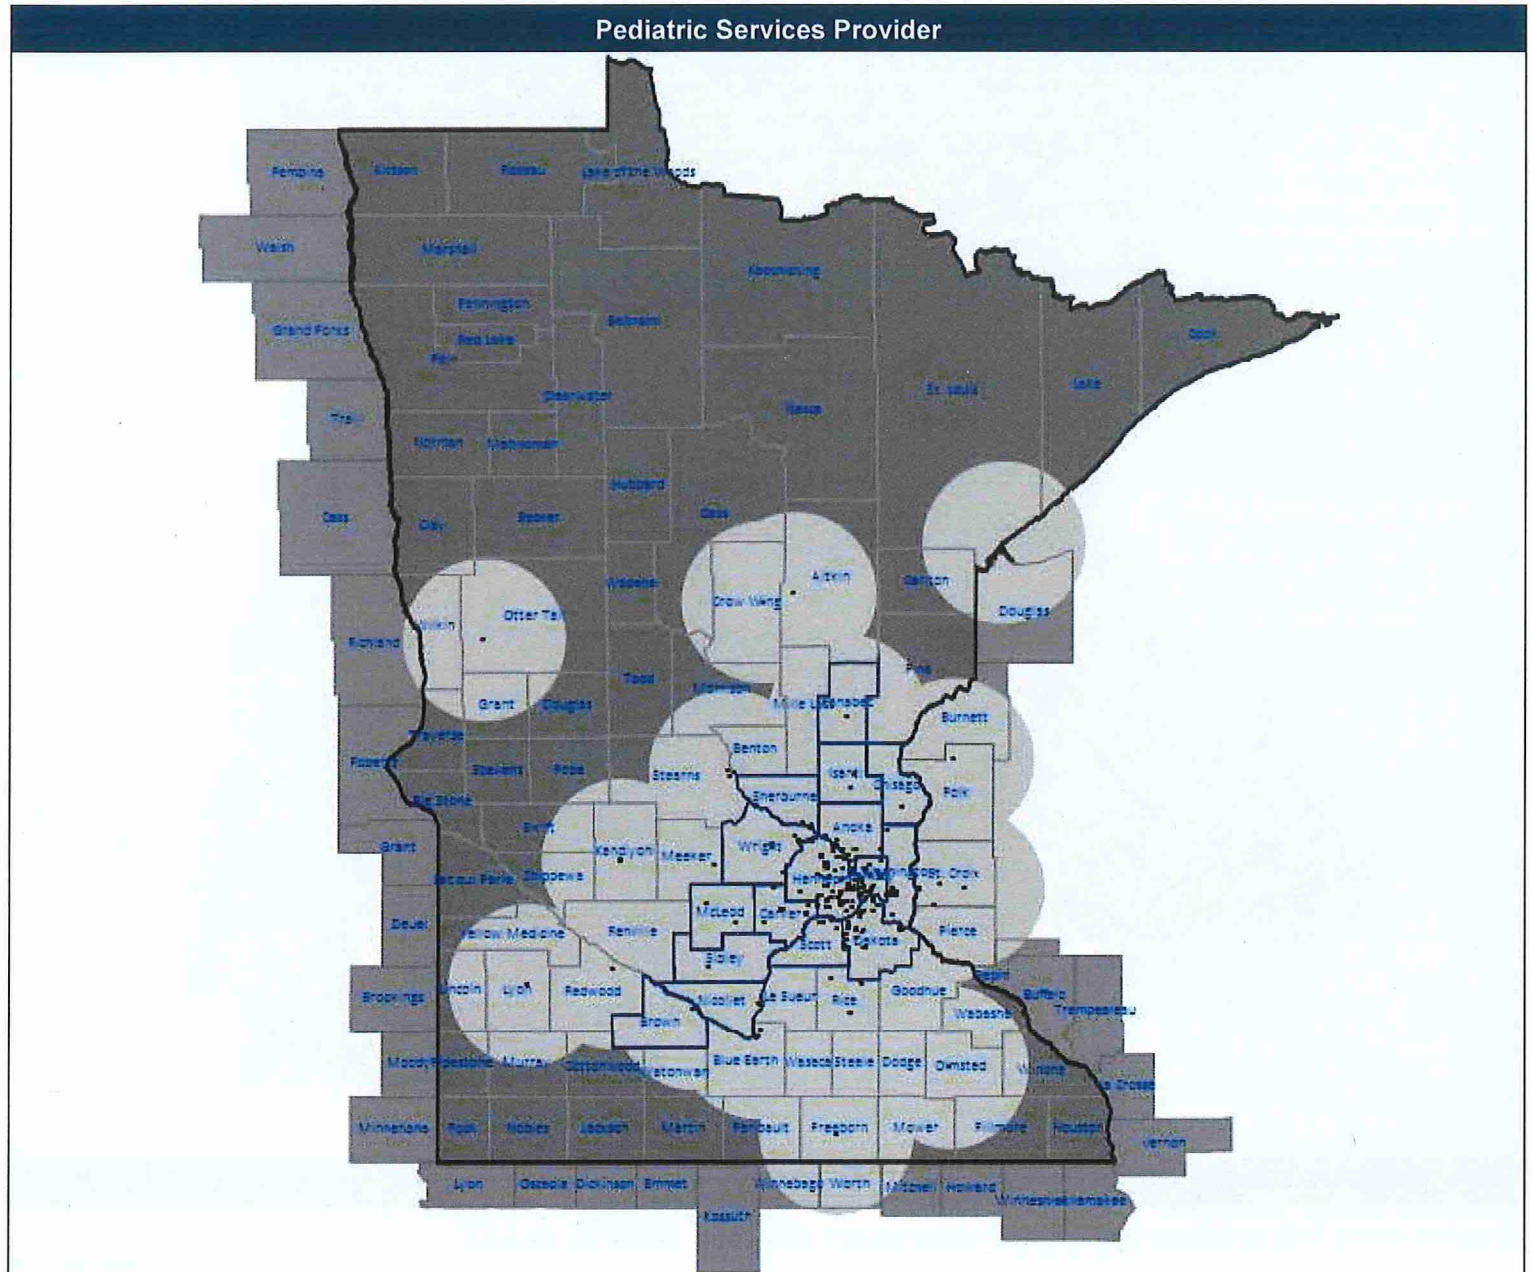 Pediatric Services Provider
Pembina
Kittson
Roseau
Lake of the Woods
Walsh
Marshall
Koochiching
Pennington
Grand Forks
Beltrami
Red Lake
Polk
Cook
Clearwater
St. Louis
Lake
Itasca
Norman
Mahnomen
Hubbard
Cass
Clay
Becker
Cass
Wadena
Crow Wing
Aitkin
Carlton
Douglas
Wilkin
Otter Tail
Richland
Todd
Morrison
Mille L
Kanabec
Pine
Grant
Douglas
Burnett
Traverse
Roberts
Stevens
Pope
Stearns
Benton
Isanti
Chisago
Polk
Big Stone
Sherburne
Swift
Anoka
Grant
Kandiyohi
Meeker
Wright
Lac qui Parle
Chippewa
Hennepin
St. Croix
McLeod
Carver
Deuel
Yellow Medicine
Renville
Scott
Dakota
Pierce
Sibley
Pepin
Brookings
Lincoln
Lyon
Redwood
Nicollet
Le Sueur
Rice
Goodhue
Buffalo
Trempealeau
Brown
Wabasha
Moody
Pipestone
Murray
Cottonwood
Watonwan
Blue Earth
Waseca
Steele
Dodge
Olmsted
Winona
La Crosse
Minnehaha
Rock
Nobles
Jackson
Martin
Faribault
Freeborn
Mower
Fillmore
Houston
Vernon
Lyon
Osceola
Dickinson
Emmet
Winnebago
Worth
Mitchell
Howard
Kossuth